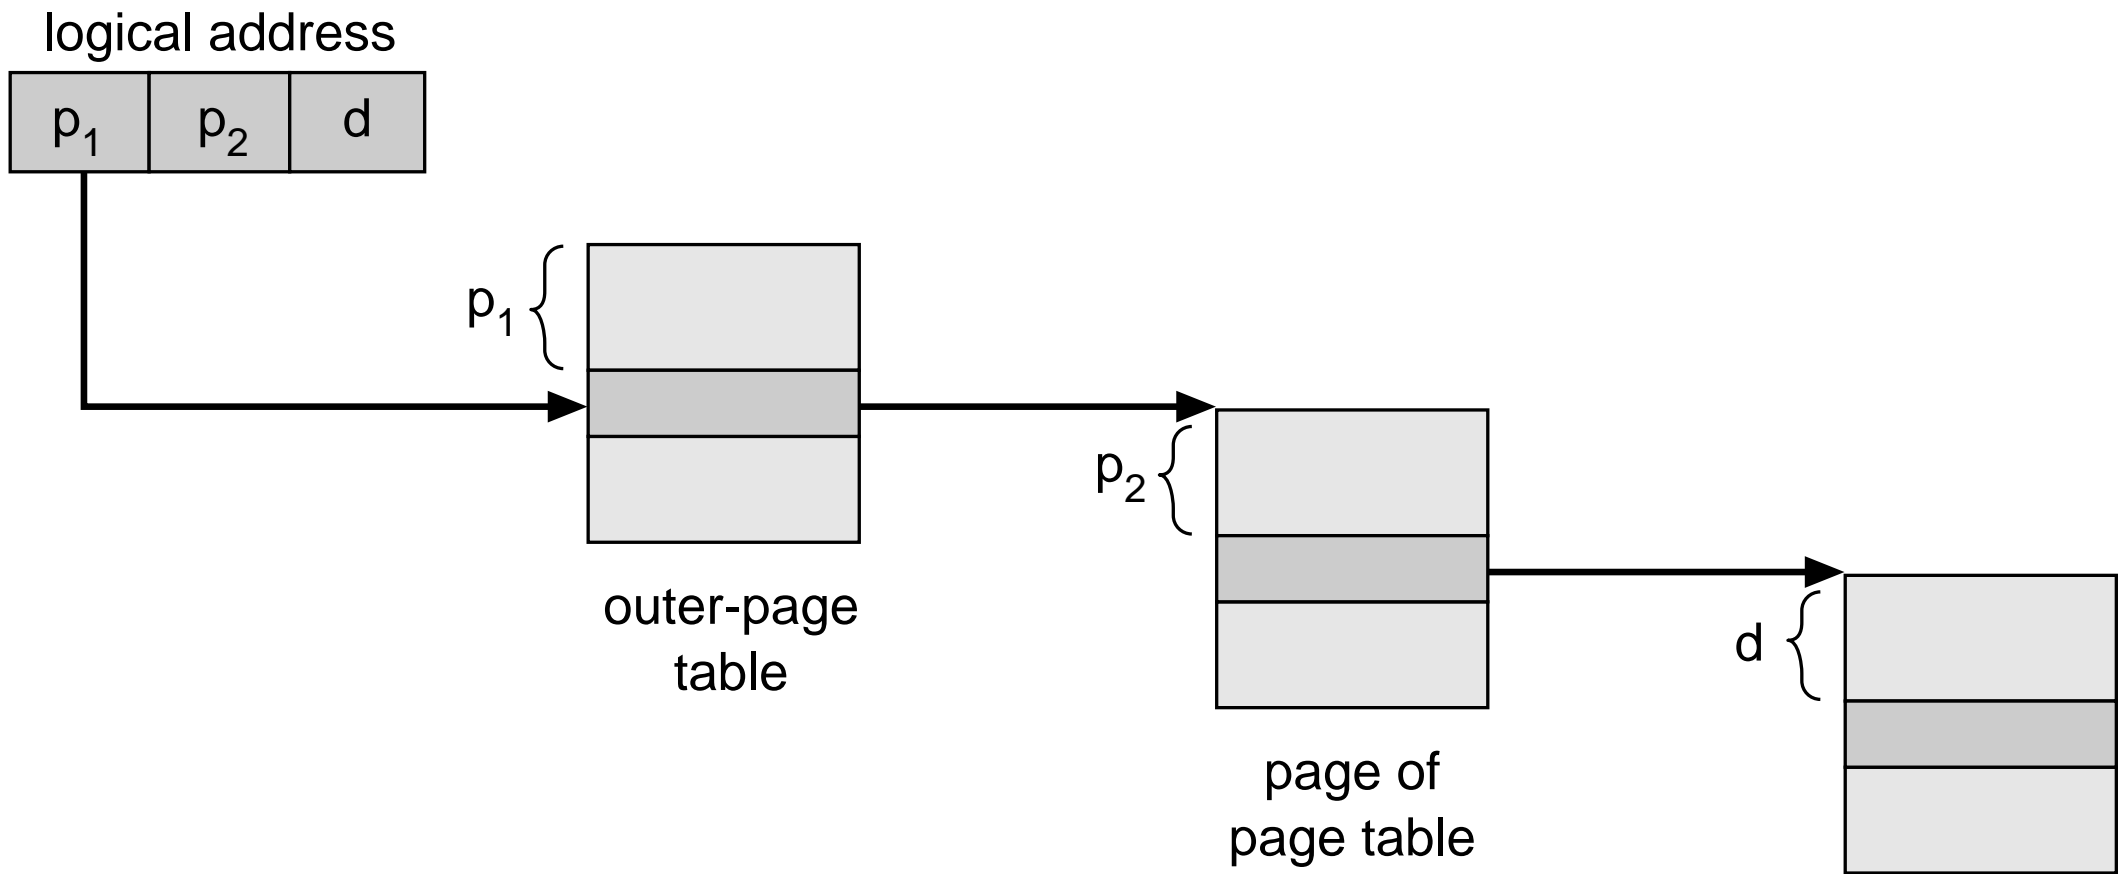 logical address
p₁ p₂ d
p₁
outer-page
table
p₂
page of
page table
d